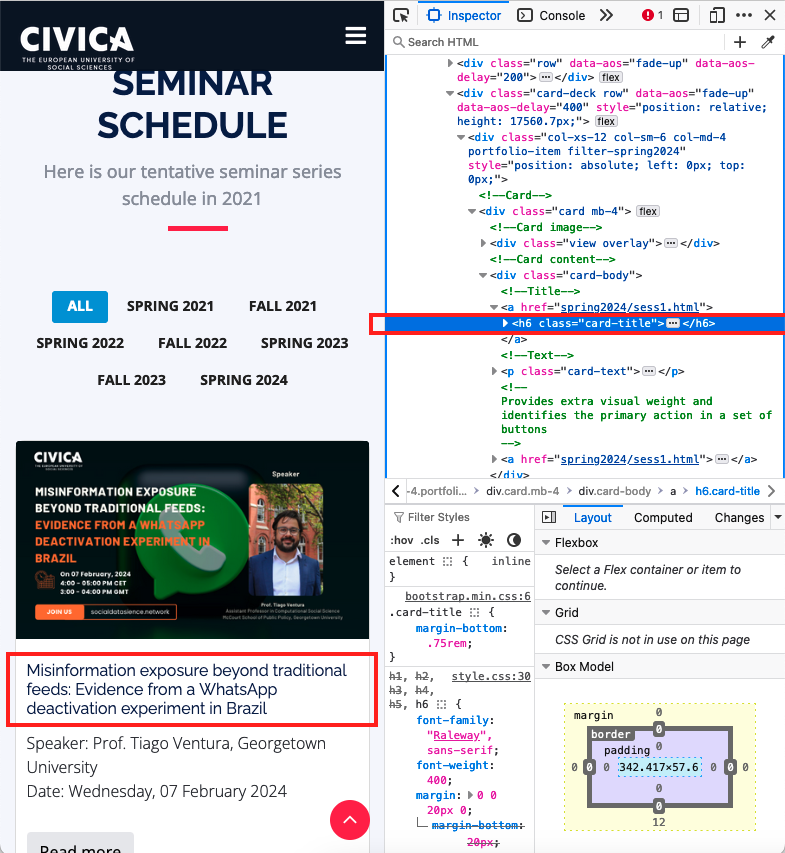 CIVICA
THE EUROPEAN UNIVERSITY OF
SOCIAL SCIENCES
SEMINAR
SCHEDULE
Here is our tentative seminar series
schedule in 2021
ALL SPRING 2021 FALL 2021
SPRING 2022 FALL 2022 SPRING 2023
FALL 2023 SPRING 2024
CIVICA
THE EUROPEAN UNIVERSITY OF
SOCIAL SCIENCES
Speaker
MISINFORMATION EXPOSURE
BEYOND TRADITIONAL FEEDS:
EVIDENCE FROM A WHATSAPP
DEACTIVATION EXPERIMENT IN
BRAZIL
On 07 February, 2024
4:00 - 05:00 PM CET
3:00 - 04:00 PM GMT
JOIN US socialdatasience.network
Prof. Tiago Ventura
Assistant Professor in Computational Social Science
McCourt School of Public Policy, Georgetown University
Misinformation exposure beyond traditional
feeds: Evidence from a WhatsApp
deactivation experiment in Brazil
Speaker: Prof. Tiago Ventura, Georgetown
University
Date: Wednesday, 07 February 2024
Read more
Inspector Console 1
Search HTML
<div class="row" data-aos="fade-up" data-aos-
delay="200"> </div> flex
<div class="card-deck row" data-aos="fade-up"
data-aos-delay="400" style="position: relative;
height: 17560.7px;"> flex
<div class="col-xs-12 col-sm-6 col-md-4
portfolio-item filter-spring2024"
style="position: absolute; left: 0px; top:
0px;">
<!--Card-->
<div class="card mb-4"> flex
<!--Card image-->
<div class="view overlay"> </div>
<!--Card content-->
<div class="card-body">
<!--Title-->
<a href="spring2024/sess1.html">
<h6 class="card-title"> </h6>
</a>
<!--Text-->
<p class="card-text"> </p>
<!--
Provides extra visual weight and
identifies the primary action in a set of
buttons
-->
<a href="spring2024/sess1.html"> </a>
</div>
-4.portfolio… div.card.mb-4 div.card-body a h6.card-title
Filter Styles
:hov .cls
element { inline
}
bootstrap.min.css:6
.card-title {
margin-bottom:
.75rem;
}
h1, h2, style.css:30
h3, h4,
h5, h6 {
font-family:
"Raleway",
sans-serif;
font-weight:
400;
margin: 0 0
20px 0;
margin-bottom:
20px;
Layout Computed Changes
Flexbox
Select a Flex container or item to
continue.
Grid
CSS Grid is not in use on this page
Box Model
margin 0
border 0
padding 0
0 0 0 342.417×57.6 0 0 0
0
0
12